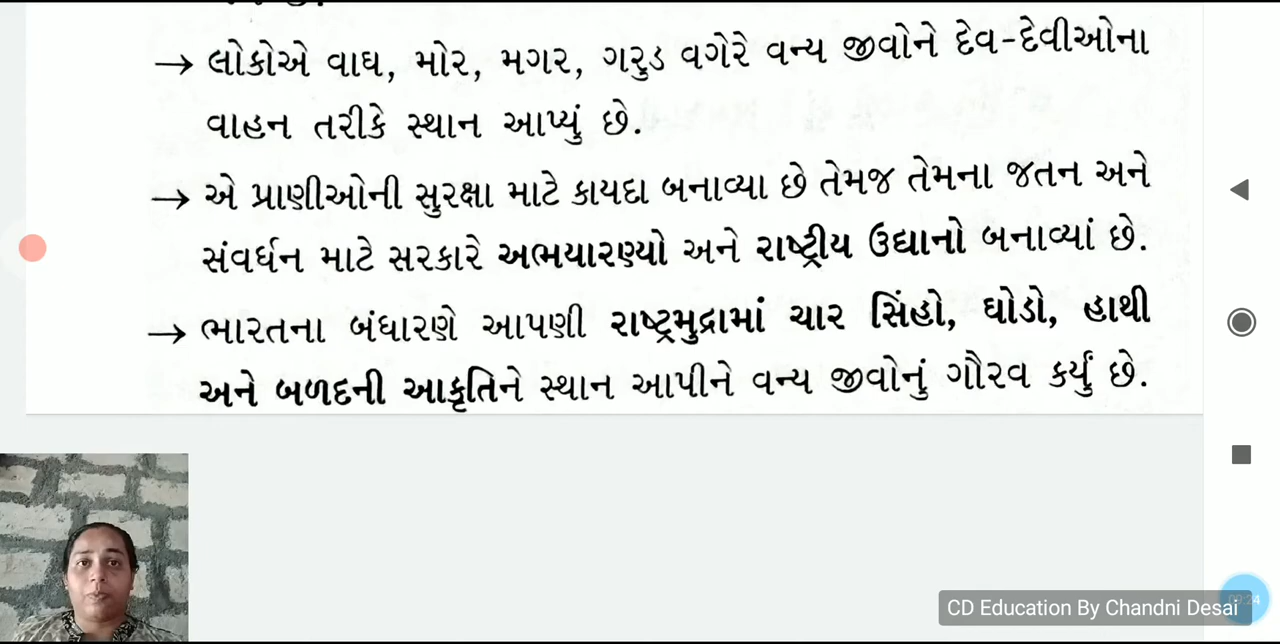 → લોકોએ વાઘ, મોર, મગર, ગરુડ વગેરે વન્ય જીવોને દેવ-દેવીઓના
વાહન તરીકે સ્થાન આપ્યું છે.
→ એ પ્રાણીઓની સુરક્ષા માટે કાયદા બનાવ્યા છે તેમજ તેમના જતન અને
સંવર્ધન માટે સરકારે અભયારણ્યો અને રાષ્ટ્રીય ઉદ્યાનો બનાવ્યાં છે.
→ ભારતના બંધારણે આપણી રાષ્ટ્રમુદ્રામાં ચાર સિંહો, ઘોડો, હાથી
અને બળદની આકૃતિને સ્થાન આપીને વન્ય જીવોનું ગૌરવ કર્યું છે.
CD Education By Chandni Desai